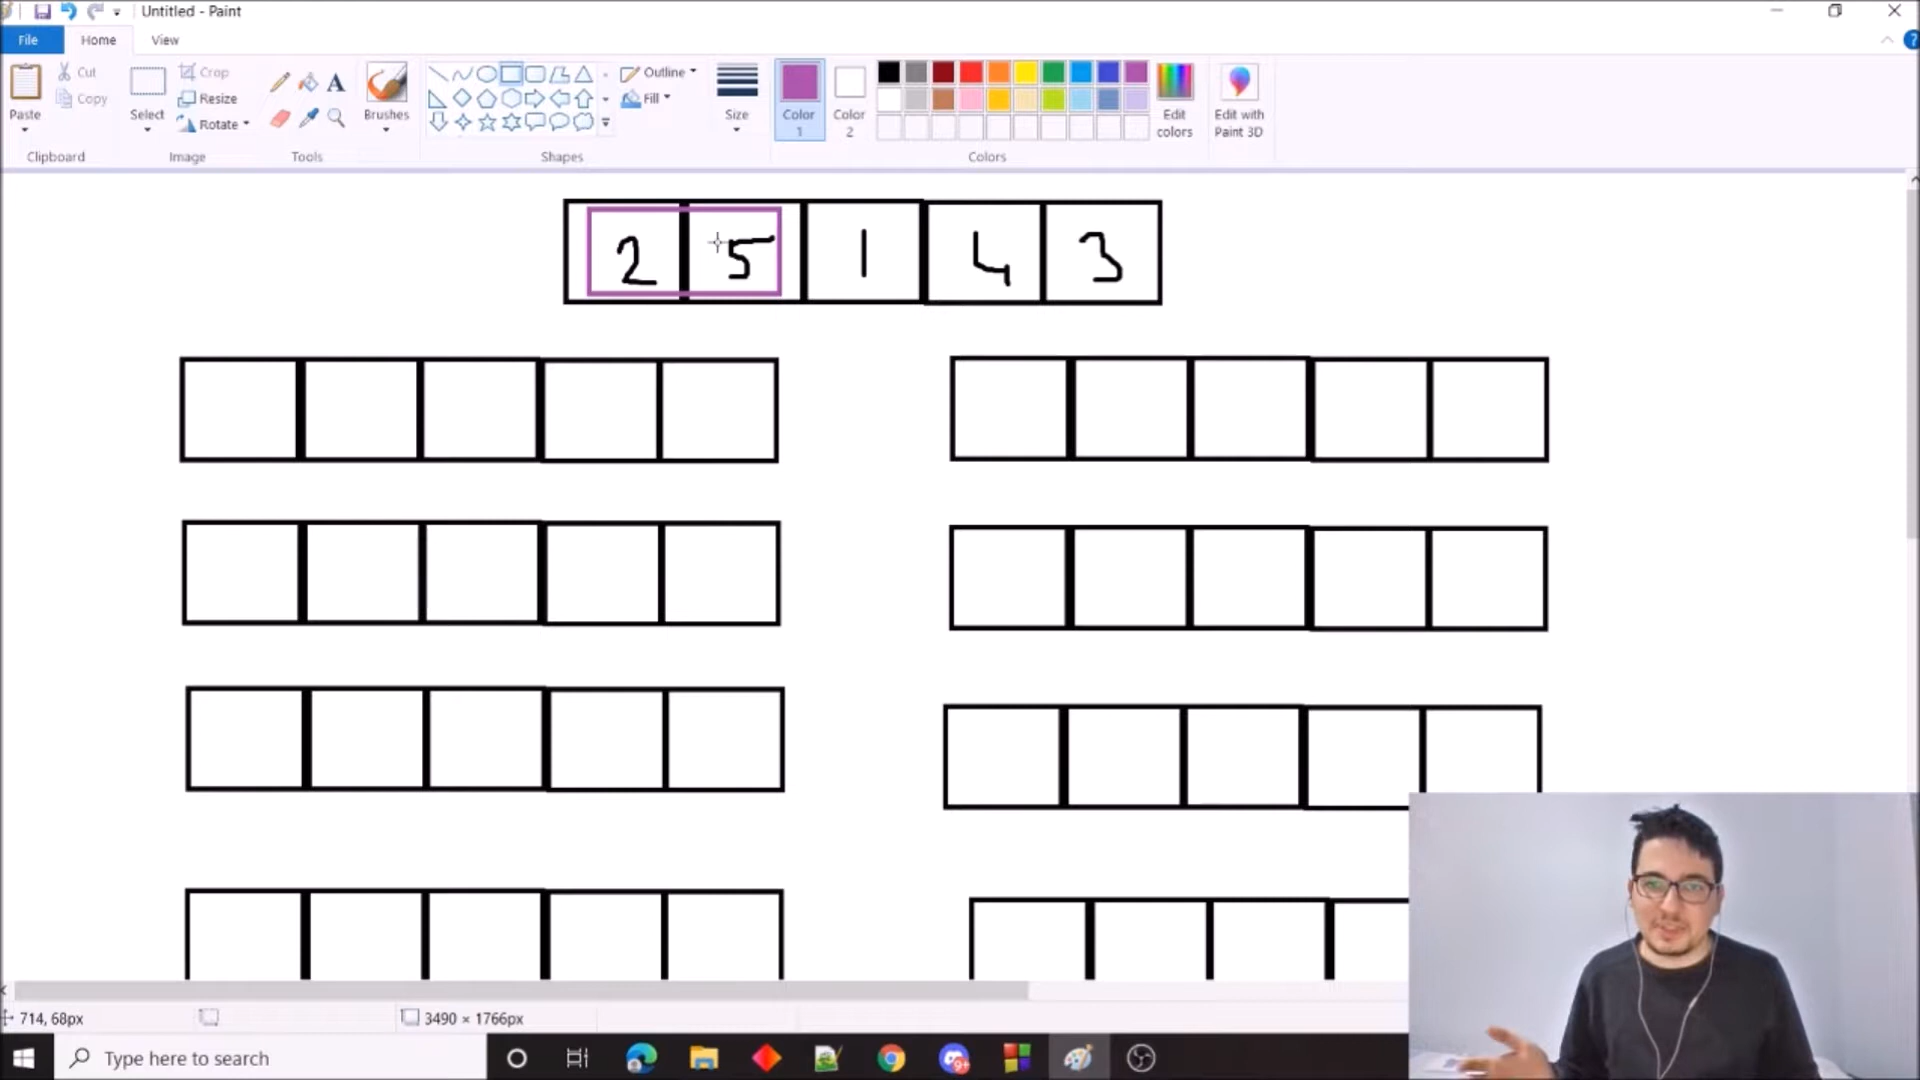 Untitled - Paint
File Home View
Paste
Cut
Copy
Clipboard
Select
Crop
Resize
Rotate
Image
A
Tools
Brushes
Outline
Fill
Shapes
Size
Color 1
Color 2
Edit colors
Colors
Edit with Paint 3D
?
2 5 1 4 3
714, 68px
3490 × 1766px
Type here to search
9+